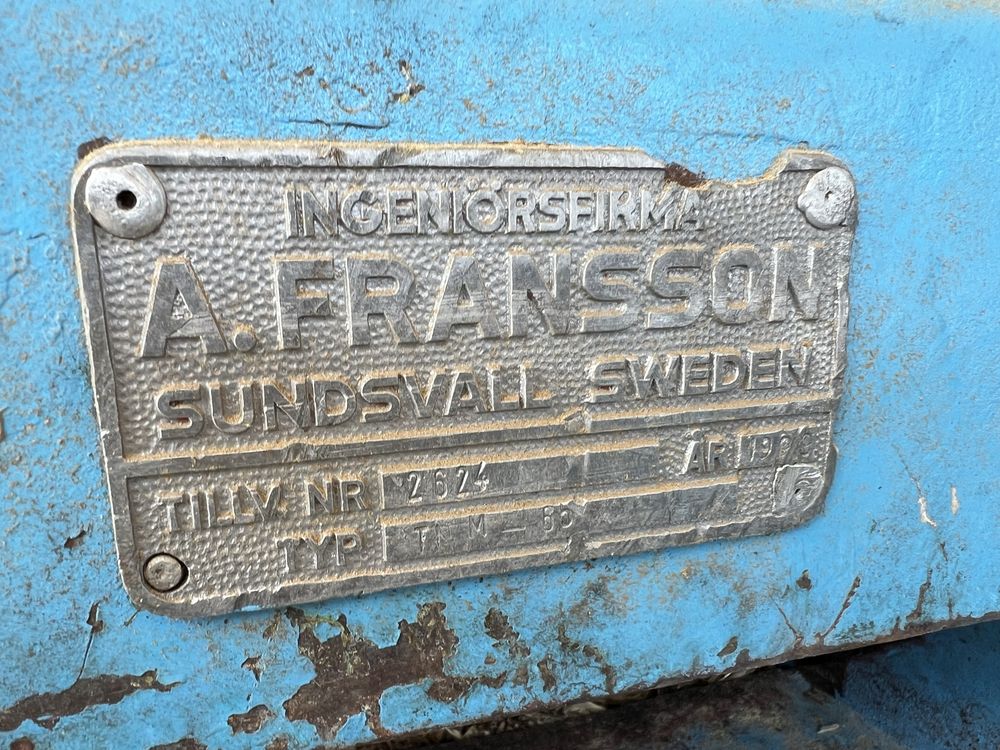 INGENIÖRSFIRMA
A. FRANSSON
SUNDSVALL SWEDEN
TILLV. NR 2624 ÅR
TYP